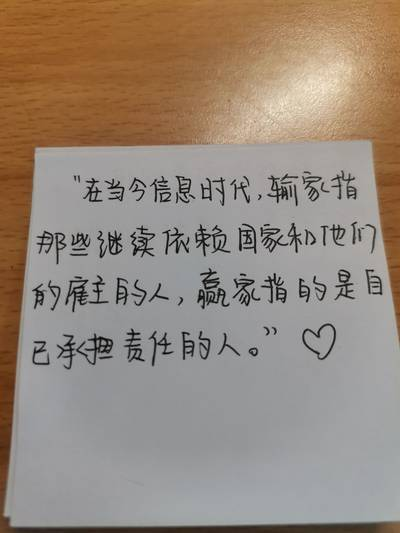 "在当今信息时代,输家指
那些继续依赖国家和他们
的雇主的人,赢家指的是自
己承担责任的人。" ♡